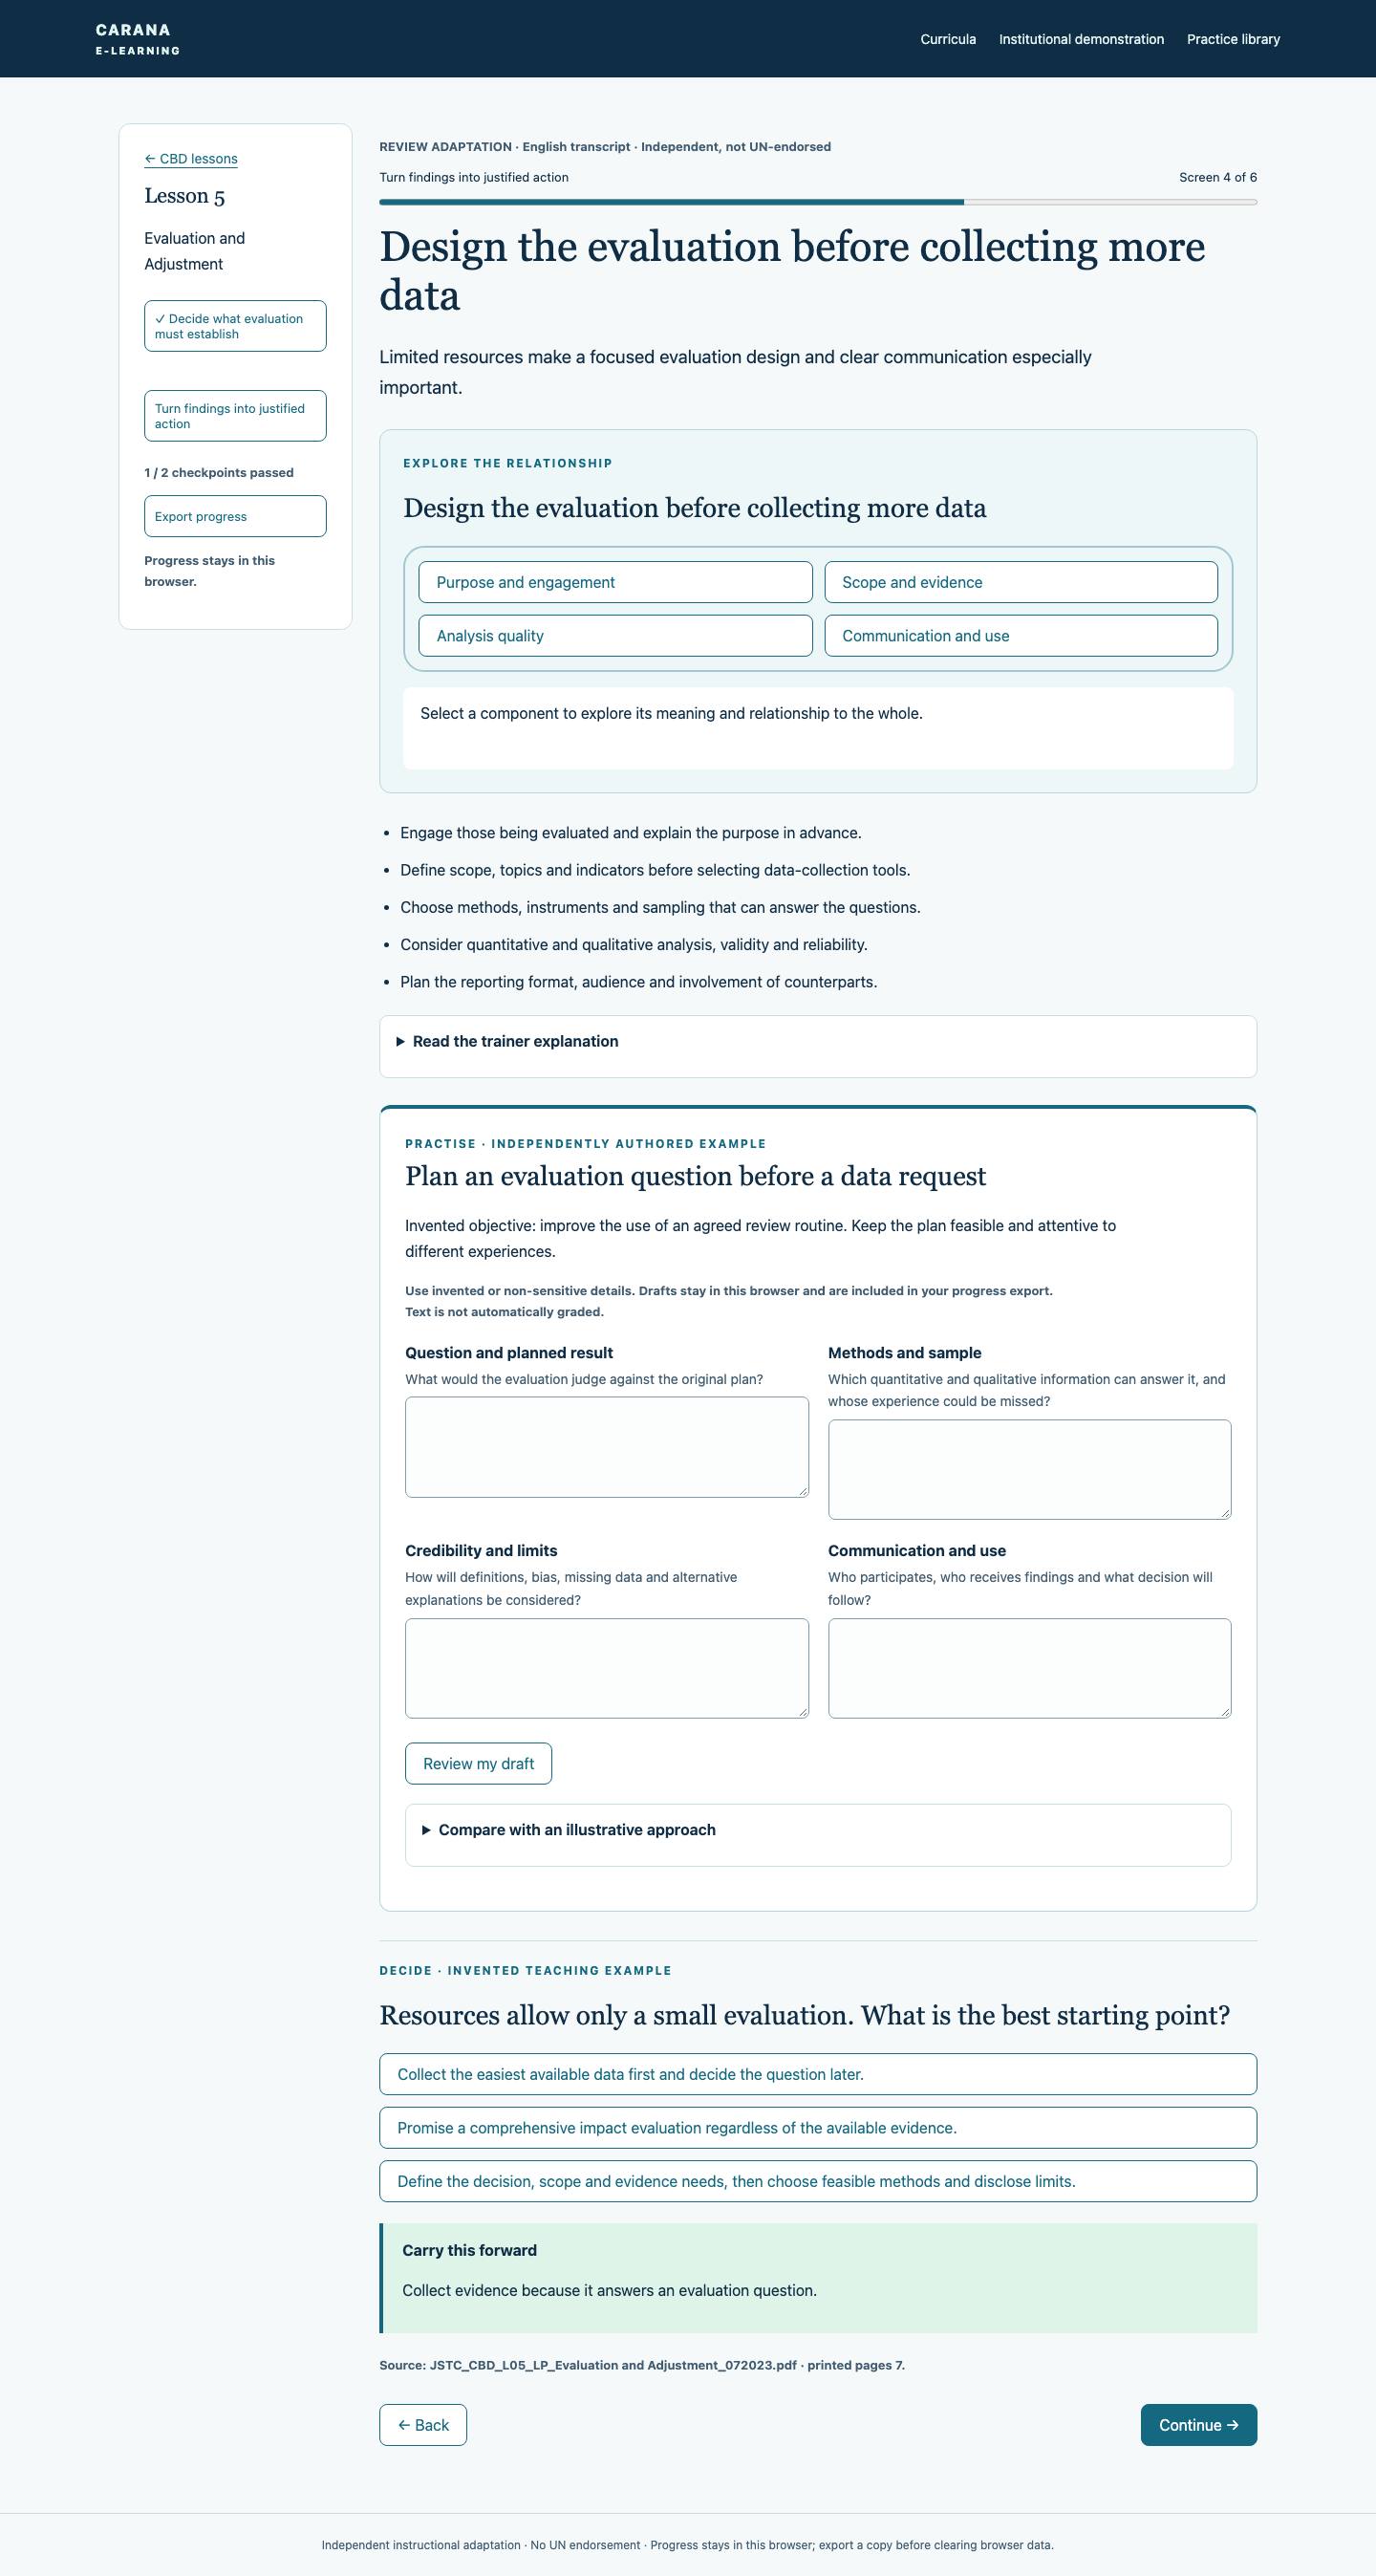 CARANA
E-LEARNING
Curricula
Institutional demonstration
Practice library
← CBD lessons
Lesson 5
Evaluation and
Adjustment
✓ Decide what evaluation
must establish
Turn findings into justified
action
1 / 2 checkpoints passed
Export progress
Progress stays in this
browser.
REVIEW ADAPTATION · English transcript · Independent, not UN-endorsed
Turn findings into justified action
Screen 4 of 6
Design the evaluation before collecting more
data
Limited resources make a focused evaluation design and clear communication especially
important.
EXPLORE THE RELATIONSHIP
Design the evaluation before collecting more data
Purpose and engagement
Scope and evidence
Analysis quality
Communication and use
Select a component to explore its meaning and relationship to the whole.
• Engage those being evaluated and explain the purpose in advance.
• Define scope, topics and indicators before selecting data-collection tools.
• Choose methods, instruments and sampling that can answer the questions.
• Consider quantitative and qualitative analysis, validity and reliability.
• Plan the reporting format, audience and involvement of counterparts.
▶ Read the trainer explanation
PRACTISE · INDEPENDENTLY AUTHORED EXAMPLE
Plan an evaluation question before a data request
Invented objective: improve the use of an agreed review routine. Keep the plan feasible and attentive to
different experiences.
Use invented or non-sensitive details. Drafts stay in this browser and are included in your progress export.
Text is not automatically graded.
Question and planned result
What would the evaluation judge against the original plan?
Methods and sample
Which quantitative and qualitative information can answer it, and
whose experience could be missed?
Credibility and limits
How will definitions, bias, missing data and alternative
explanations be considered?
Communication and use
Who participates, who receives findings and what decision will
follow?
Review my draft
▶ Compare with an illustrative approach
DECIDE · INVENTED TEACHING EXAMPLE
Resources allow only a small evaluation. What is the best starting point?
Collect the easiest available data first and decide the question later.
Promise a comprehensive impact evaluation regardless of the available evidence.
Define the decision, scope and evidence needs, then choose feasible methods and disclose limits.
Carry this forward
Collect evidence because it answers an evaluation question.
Source: JSTC_CBD_L05_LP_Evaluation and Adjustment_072023.pdf · printed pages 7.
← Back
Continue →
Independent instructional adaptation · No UN endorsement · Progress stays in this browser; export a copy before clearing browser data.